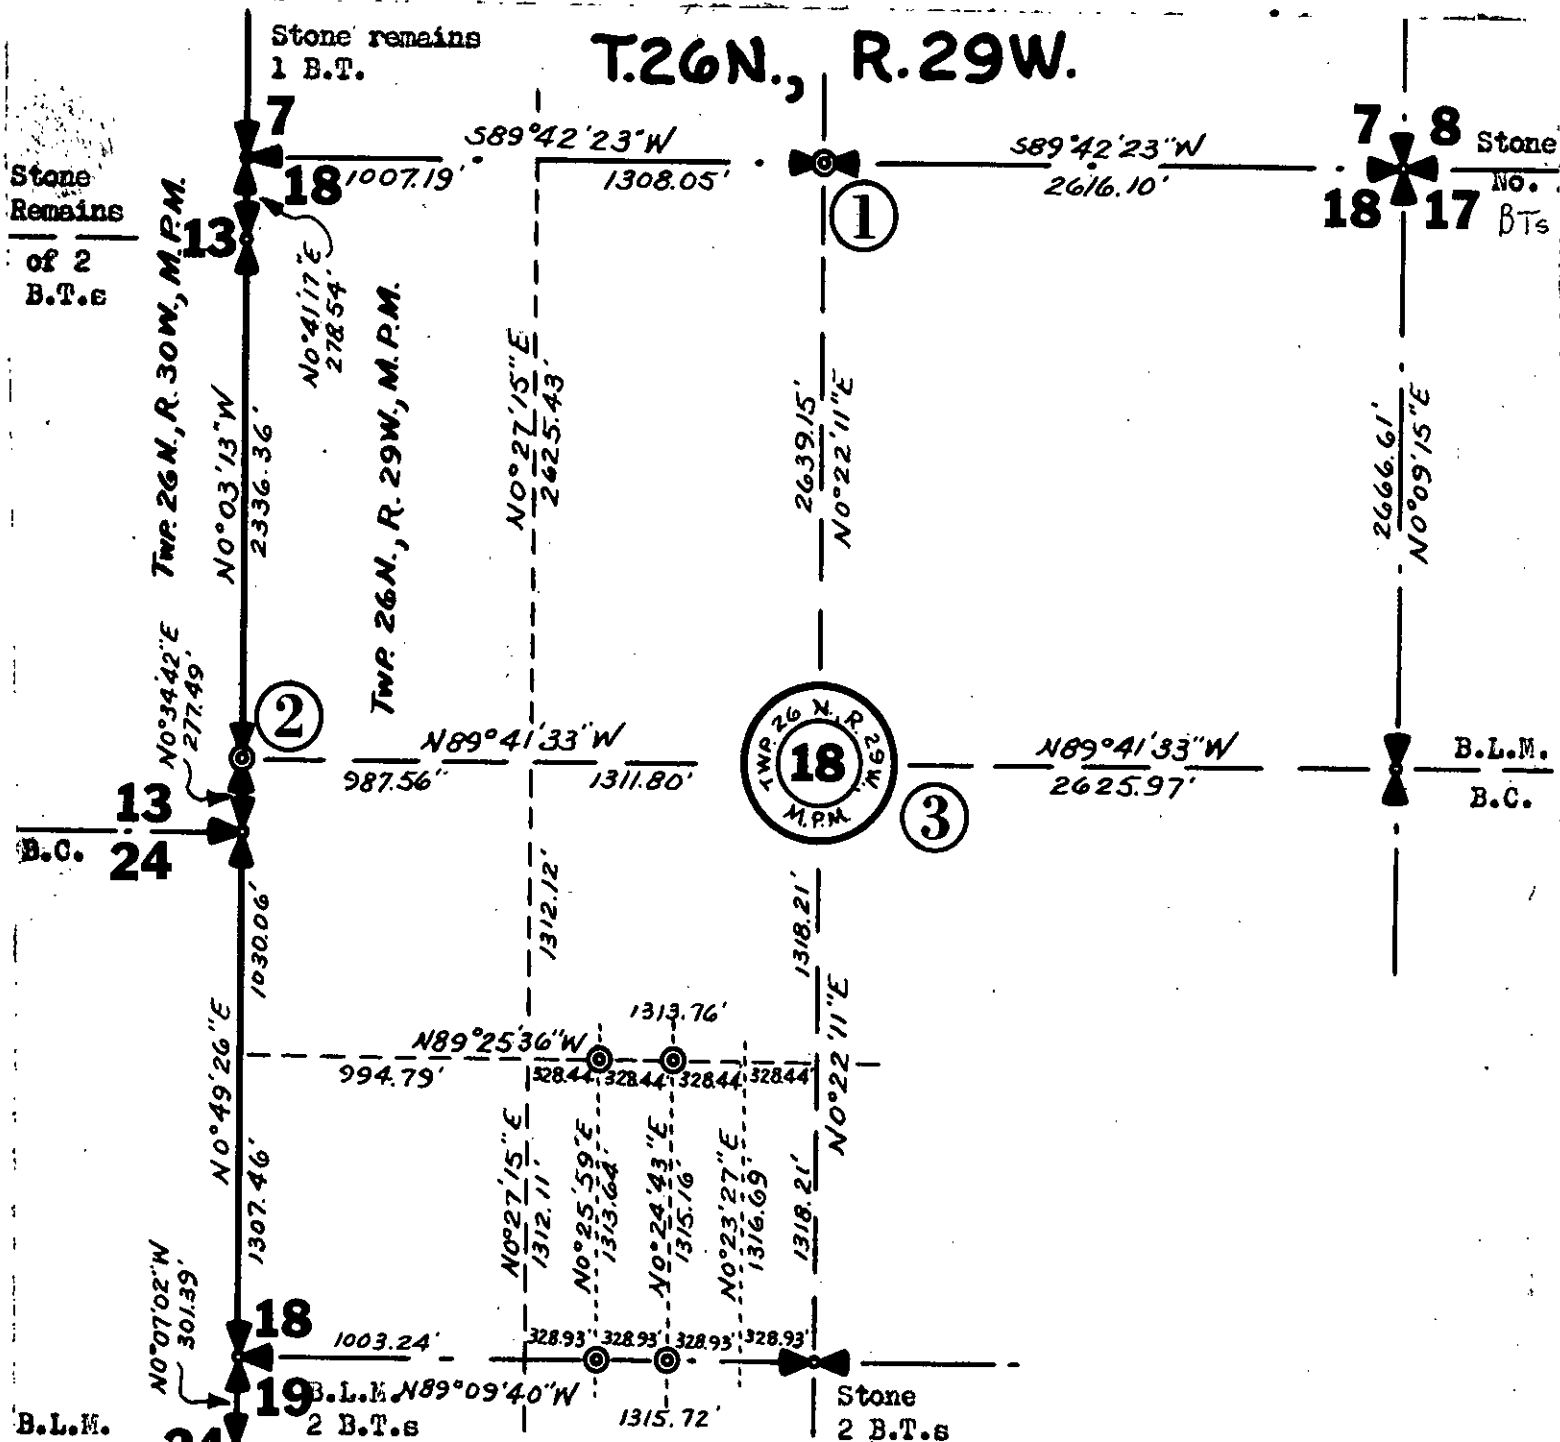 T.26N., R.29W.
Stone remains
1 B.T.
7
18
S89°42'23"W
1007.19'
1308.05'
S89°42'23"W
2616.10'
1
7 8
18 17
Stone
No.
BTs
Stone
Remains
of 2
B.T.s
13
TWP. 26N., R. 30W., M.P.M.
N0°41'17"E
278.54'
TWP. 26N., R. 29W., M.P.M.
N0°03'13"W
2336.36'
N0°27'15"E
2625.43'
2639.15'
N0°22'11"E
2666.61'
N0°09'15"E
N0°34'42"E
277.49'
2
N89°41'33"W
987.56"
1311.80'
TWP. 26 N., R. 29W.,
18
M.P.M.
3
N89°41'33"W
2625.97'
B.L.M.
B.C.
13
24
B.C.
1030.06'
1312.12'
1318.21'
N0°49'26"E
1307.46'
N0°22'11"E
1313.76'
N89°25'36"W
994.79'
328.44' 328.44' 328.44' 328.44'
N0°27'15"E
1312.11'
N0°25'59"E
1313.64'
N0°24'43"E
1315.16'
N0°23'27"E
1316.69'
1318.21'
N0°07'02"W
301.39'
18
19
1003.24'
328.93' 328.93' 328.93' 328.93'
B.L.M. N89°09'40"W
2 B.T.s
1315.72'
Stone
2 B.T.s
B.L.M.
24